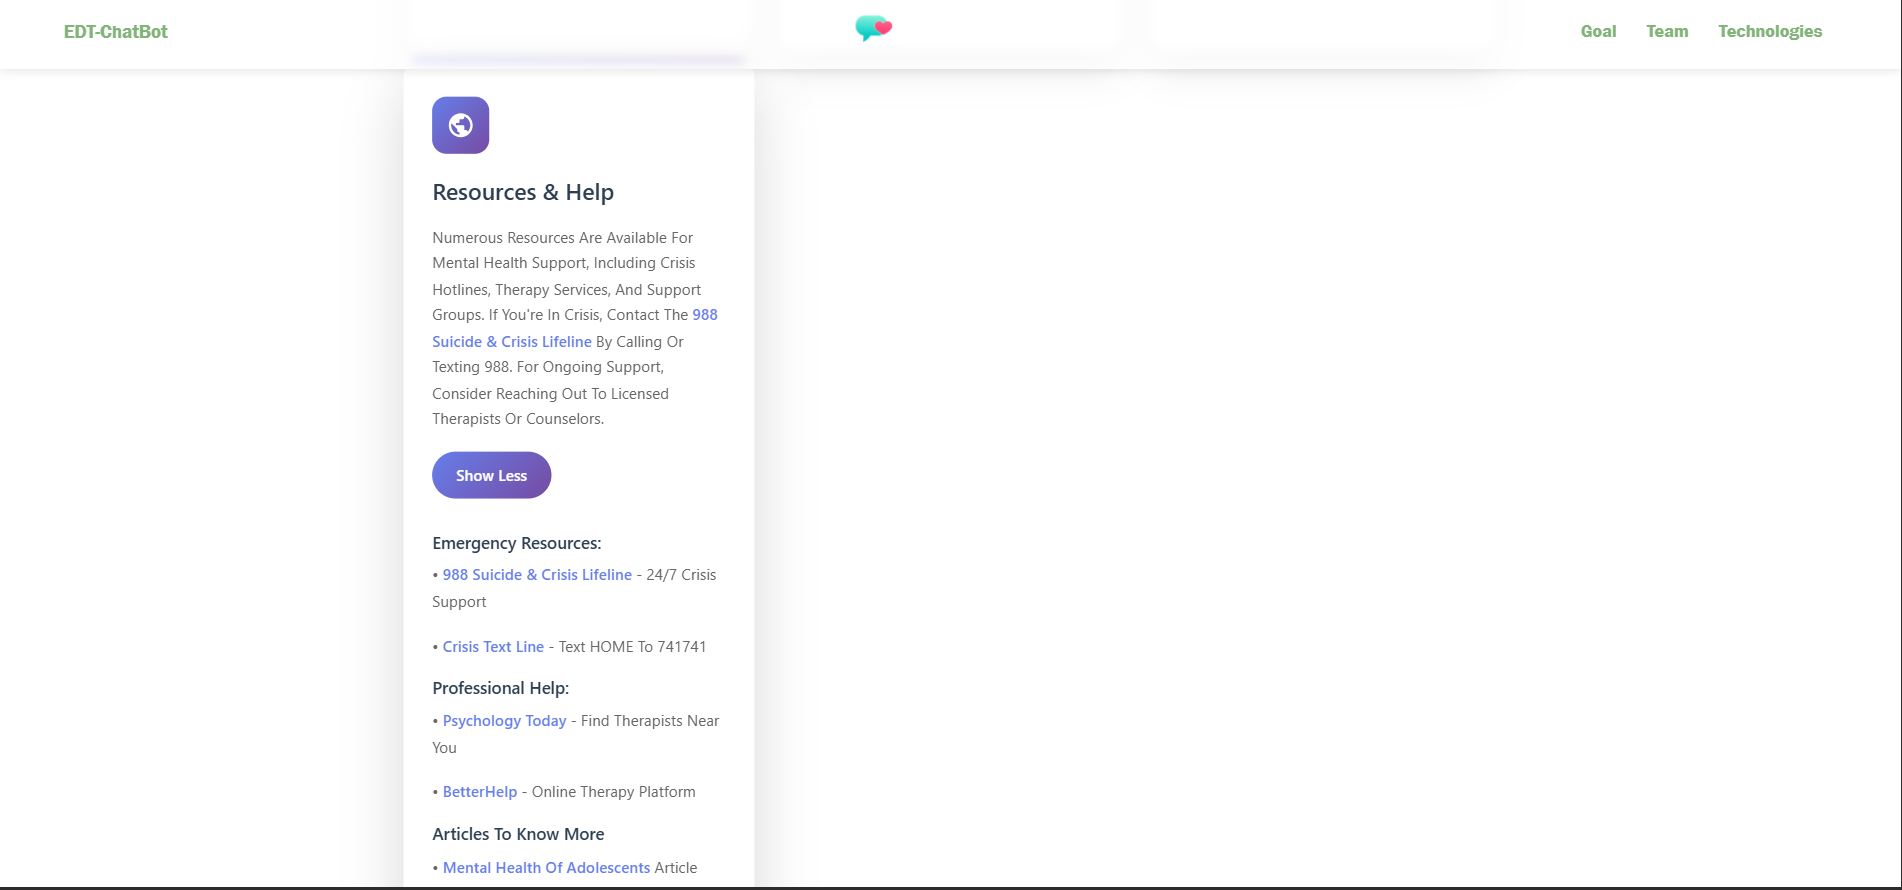 EDT-ChatBot
Goal
Team
Technologies
Resources & Help
Numerous Resources Are Available For
Mental Health Support, Including Crisis
Hotlines, Therapy Services, And Support
Groups. If You're In Crisis, Contact The 988
Suicide & Crisis Lifeline By Calling Or
Texting 988. For Ongoing Support,
Consider Reaching Out To Licensed
Therapists Or Counselors.
Show Less
Emergency Resources:
• 988 Suicide & Crisis Lifeline - 24/7 Crisis
Support
• Crisis Text Line - Text HOME To 741741
Professional Help:
• Psychology Today - Find Therapists Near
You
• BetterHelp - Online Therapy Platform
Articles To Know More
• Mental Health Of Adolescents Article